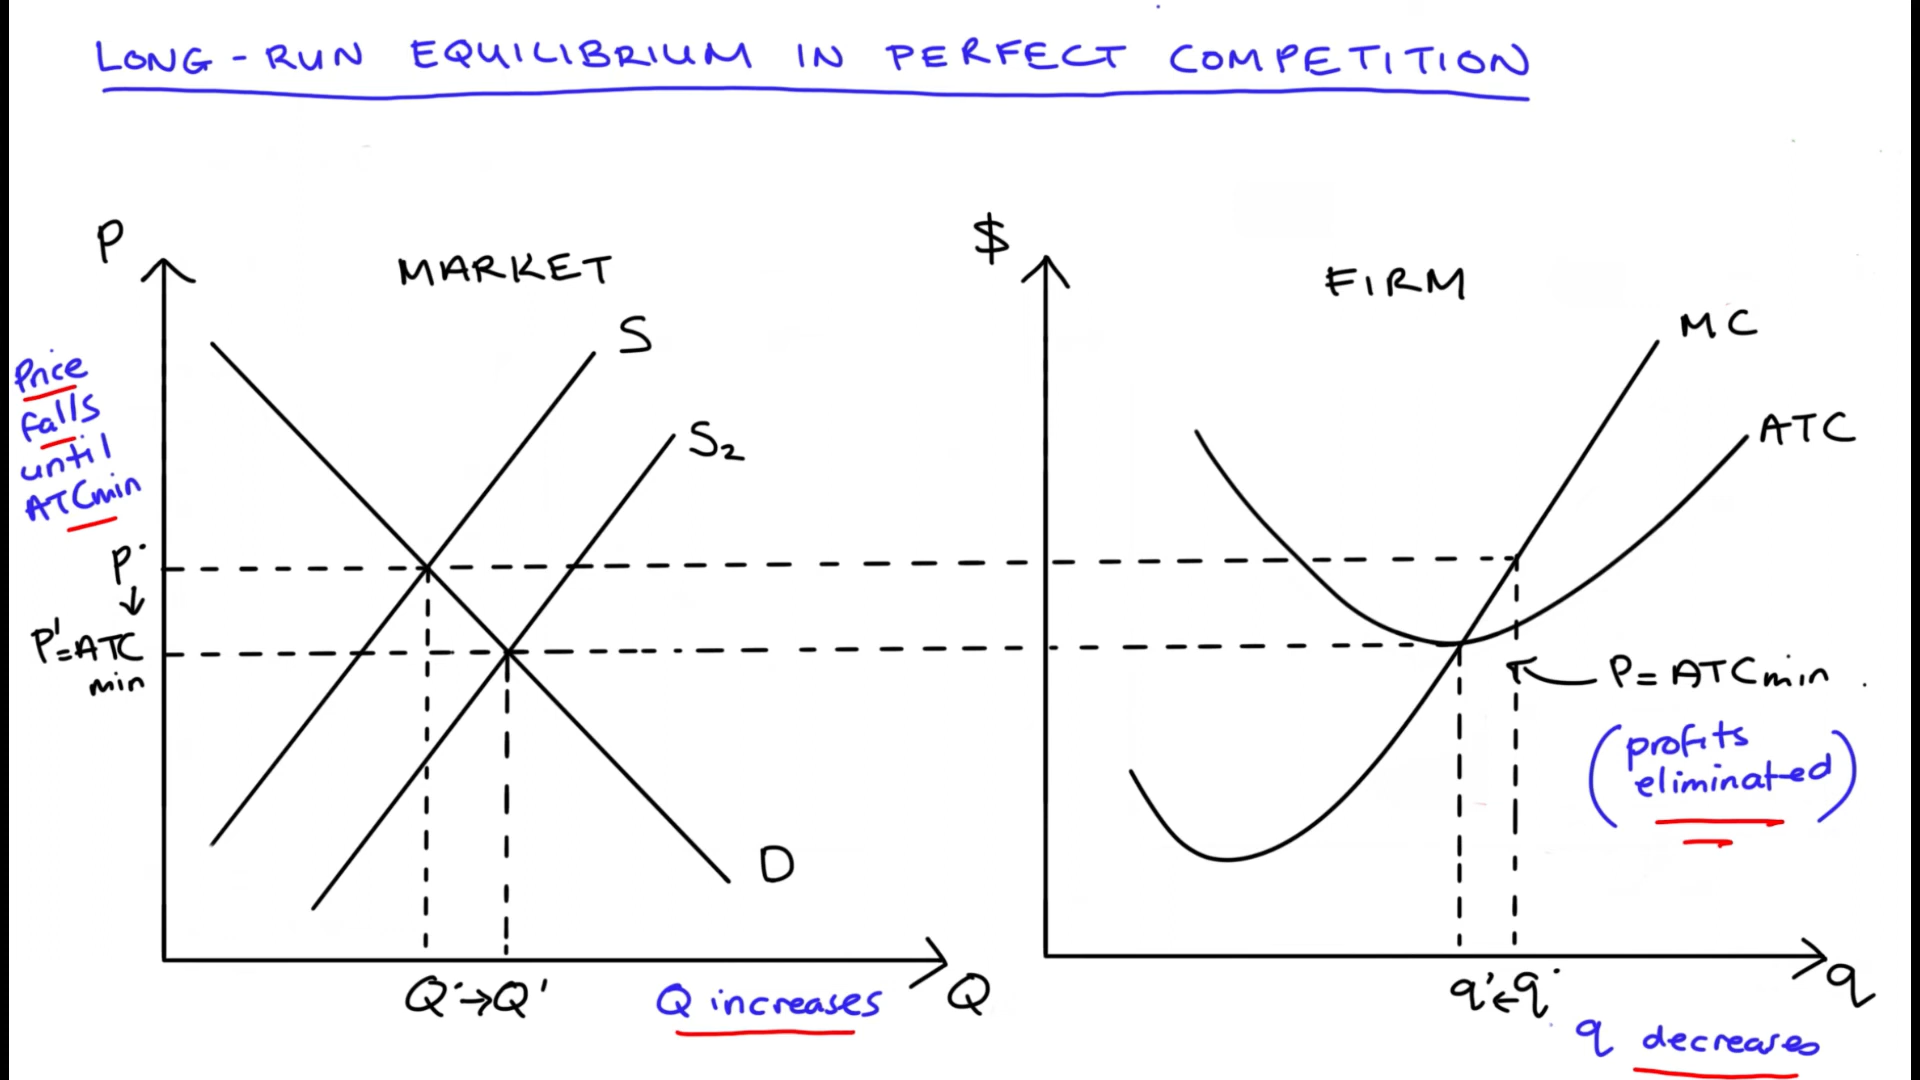 LONG-RUN EQUILIBRIUM IN PERFECT COMPETITION
P
MARKET
S
S2
D
Price
falls
until
ATCmin
P·
↓
P'=ATC
min
Q·→Q'
Q increases
Q
$
FIRM
MC
ATC
P=ATCmin
(profits
eliminated)
q'←q·
q
q decreases